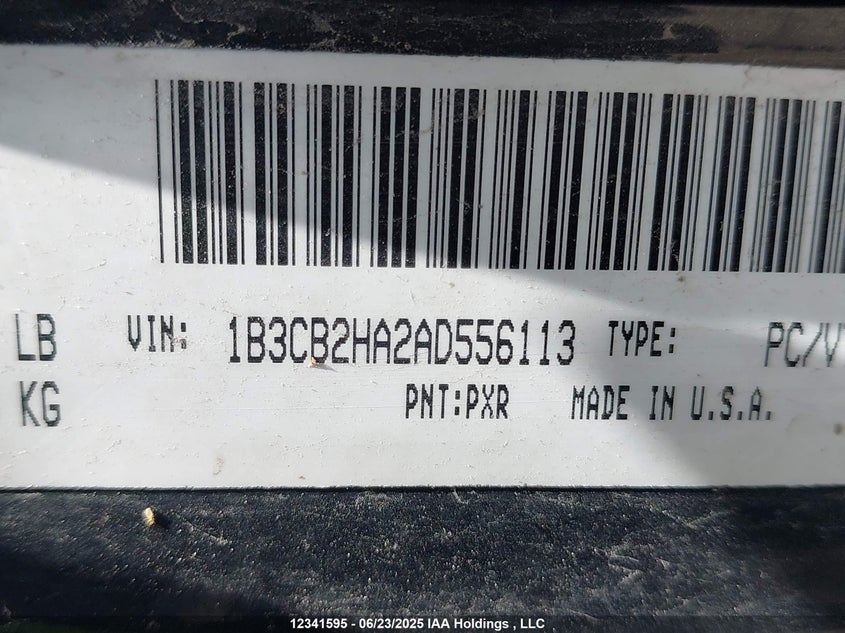 LB VIN: 1B3CB2HA2AD556113 TYPE: PC/V
KG PNT:PXR MADE IN U.S.A.
12341595 - 06/23/2025 IAA Holdings , LLC